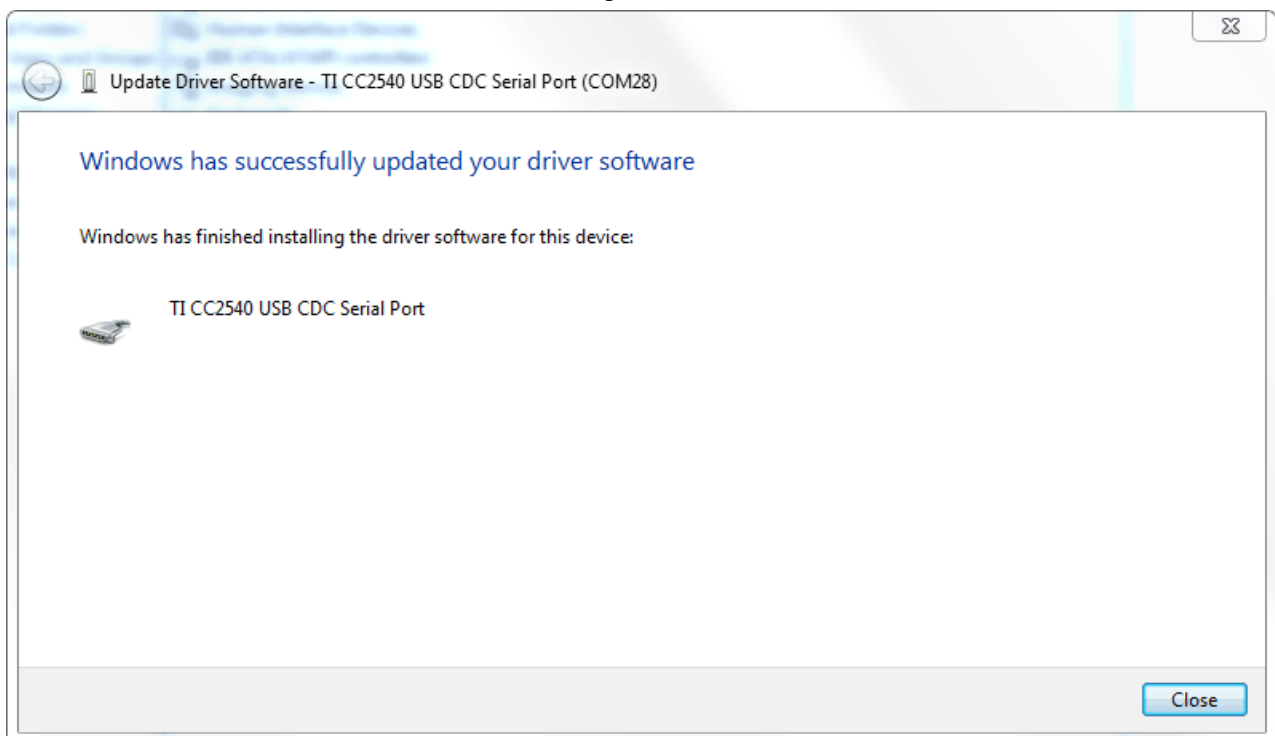 Update Driver Software - TI CC2540 USB CDC Serial Port (COM28)
Windows has successfully updated your driver software
Windows has finished installing the driver software for this device:
TI CC2540 USB CDC Serial Port
Close